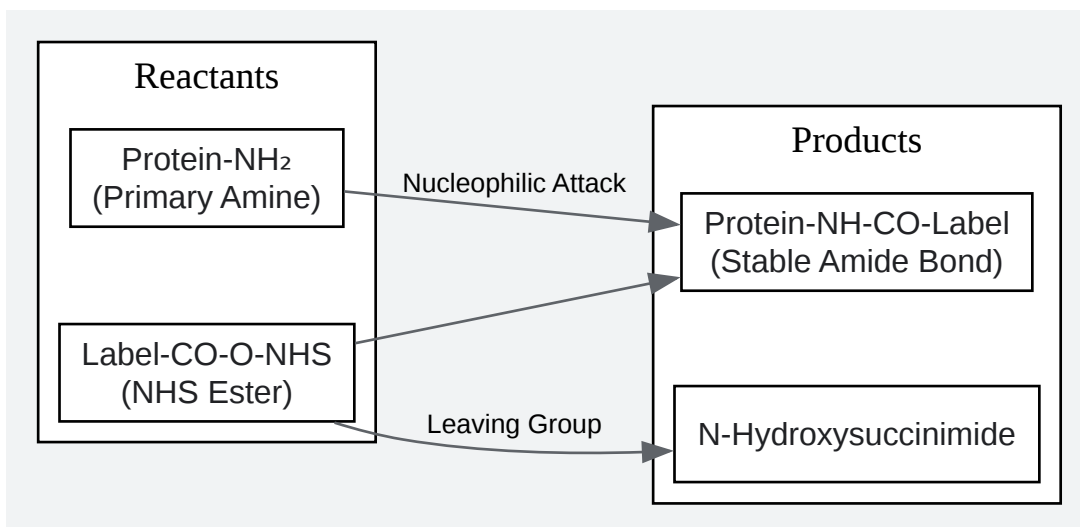 Reactants
Protein-NH₂
(Primary Amine)
Label-CO-O-NHS
(NHS Ester)
Nucleophilic Attack
Leaving Group
Products
Protein-NH-CO-Label
(Stable Amide Bond)
N-Hydroxysuccinimide